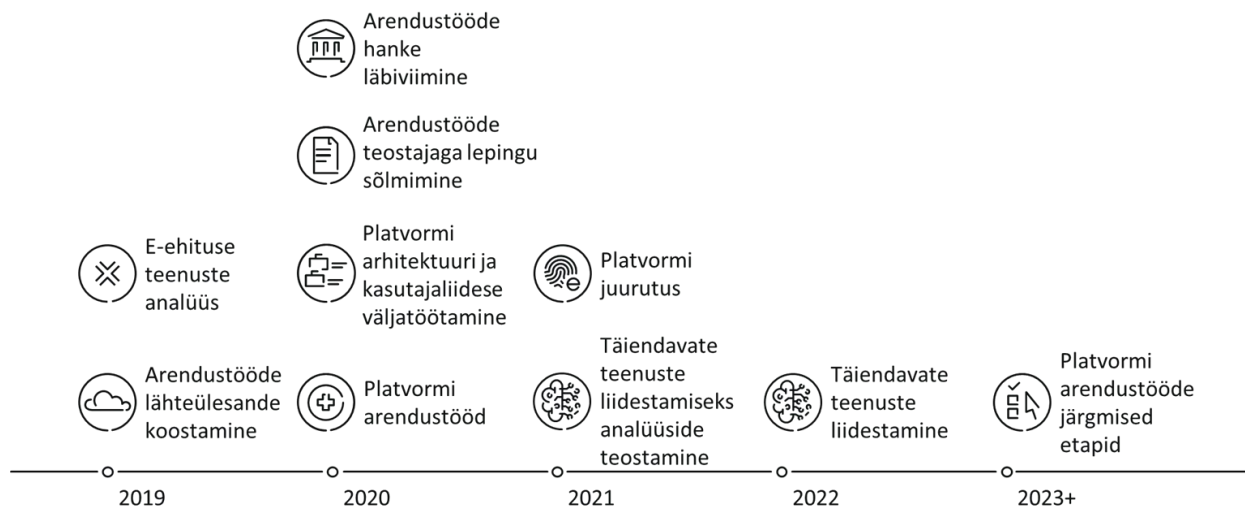 Arendustööde
hanke
läbiviimine
Arendustööde
teostajaga lepingu
sõlmimine
E-ehituse
teenuste
analüüs
Platvormi
arhitektuuri ja
kasutajaliidese
väljatöötamine
Platvormi
juurutus
Arendustööde
lähteülesande
koostamine
Platvormi
arendustööd
Täiendavate
teenuste
liidestamiseks
analüüside
teostamine
Täiendavate
teenuste
liidestamine
Platvormi
arendustööde
järgmised
etapid
2019
2020
2021
2022
2023+